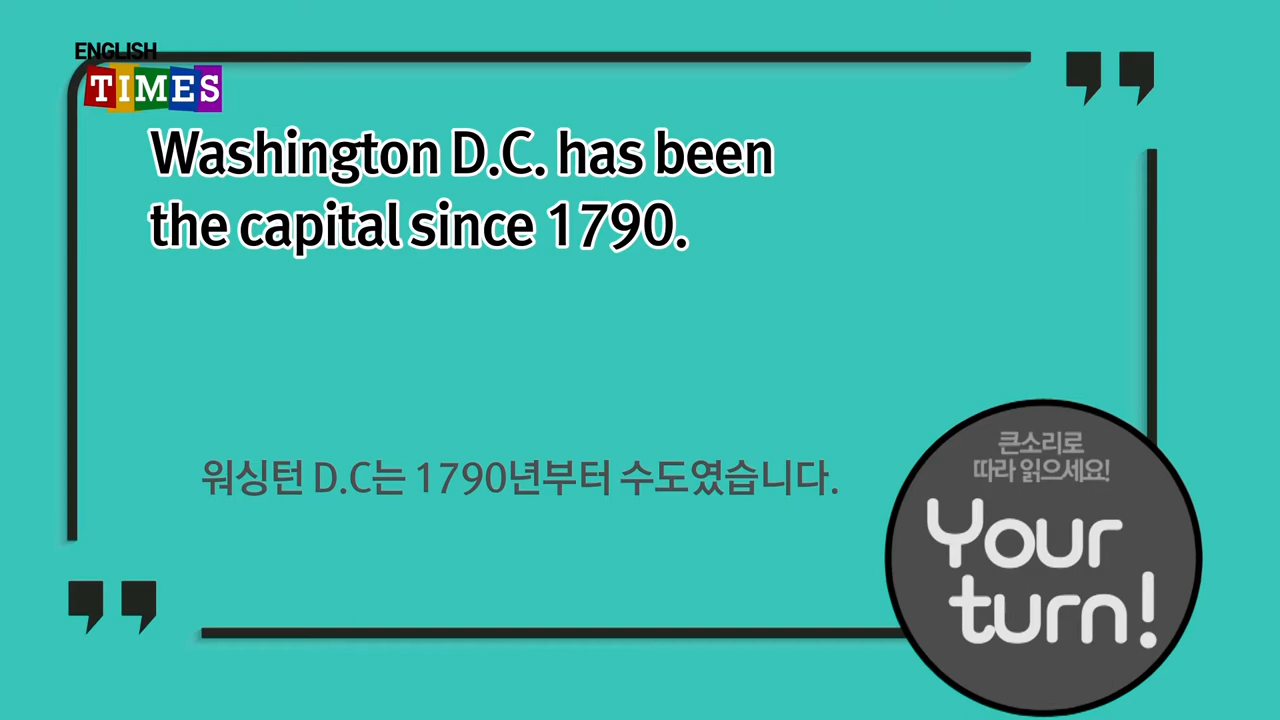 ENGLISH
TIMES
Washington D.C. has been
the capital since 1790.
워싱턴 D.C는 1790년부터 수도였습니다.
큰소리로
따라 읽으세요!
Your
turn!